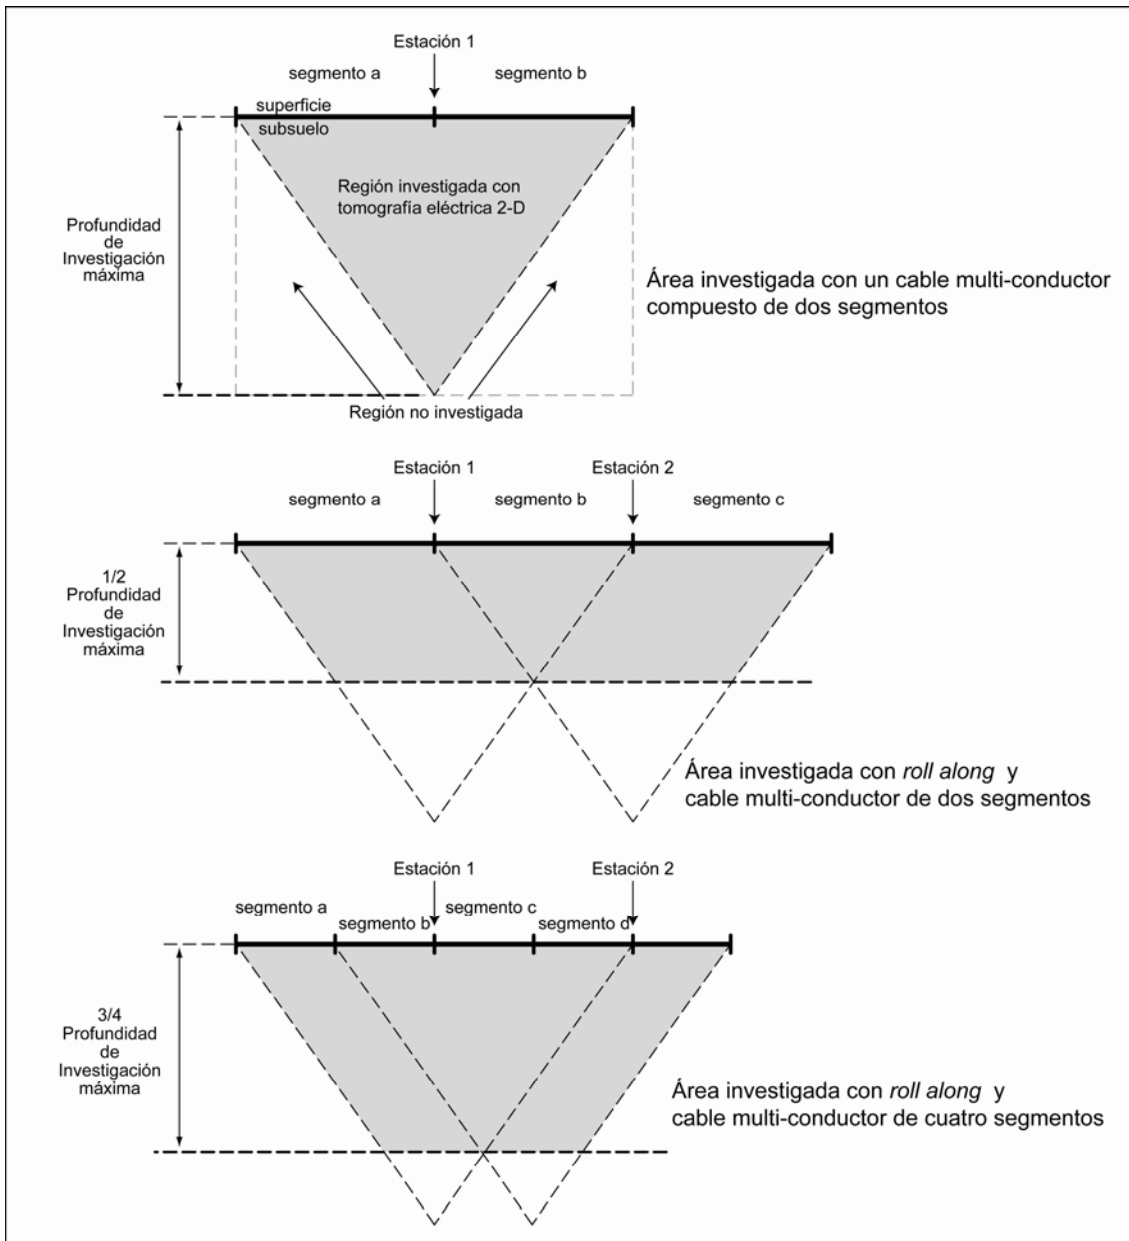 Estación 1
segmento a
segmento b
superficie
subsuelo
Región investigada con
tomografía eléctrica 2-D
Profundidad
de
Investigación
máxima
Área investigada con un cable multi-conductor
compuesto de dos segmentos
Región no investigada
Estación 1
Estación 2
segmento a
segmento b
segmento c
1/2
Profundidad
de
Investigación
máxima
Área investigada con roll along y
cable multi-conductor de dos segmentos
Estación 1
Estación 2
segmento a
segmento b
segmento c
segmento d
3/4
Profundidad
de
Investigación
máxima
Área investigada con roll along y
cable multi-conductor de cuatro segmentos